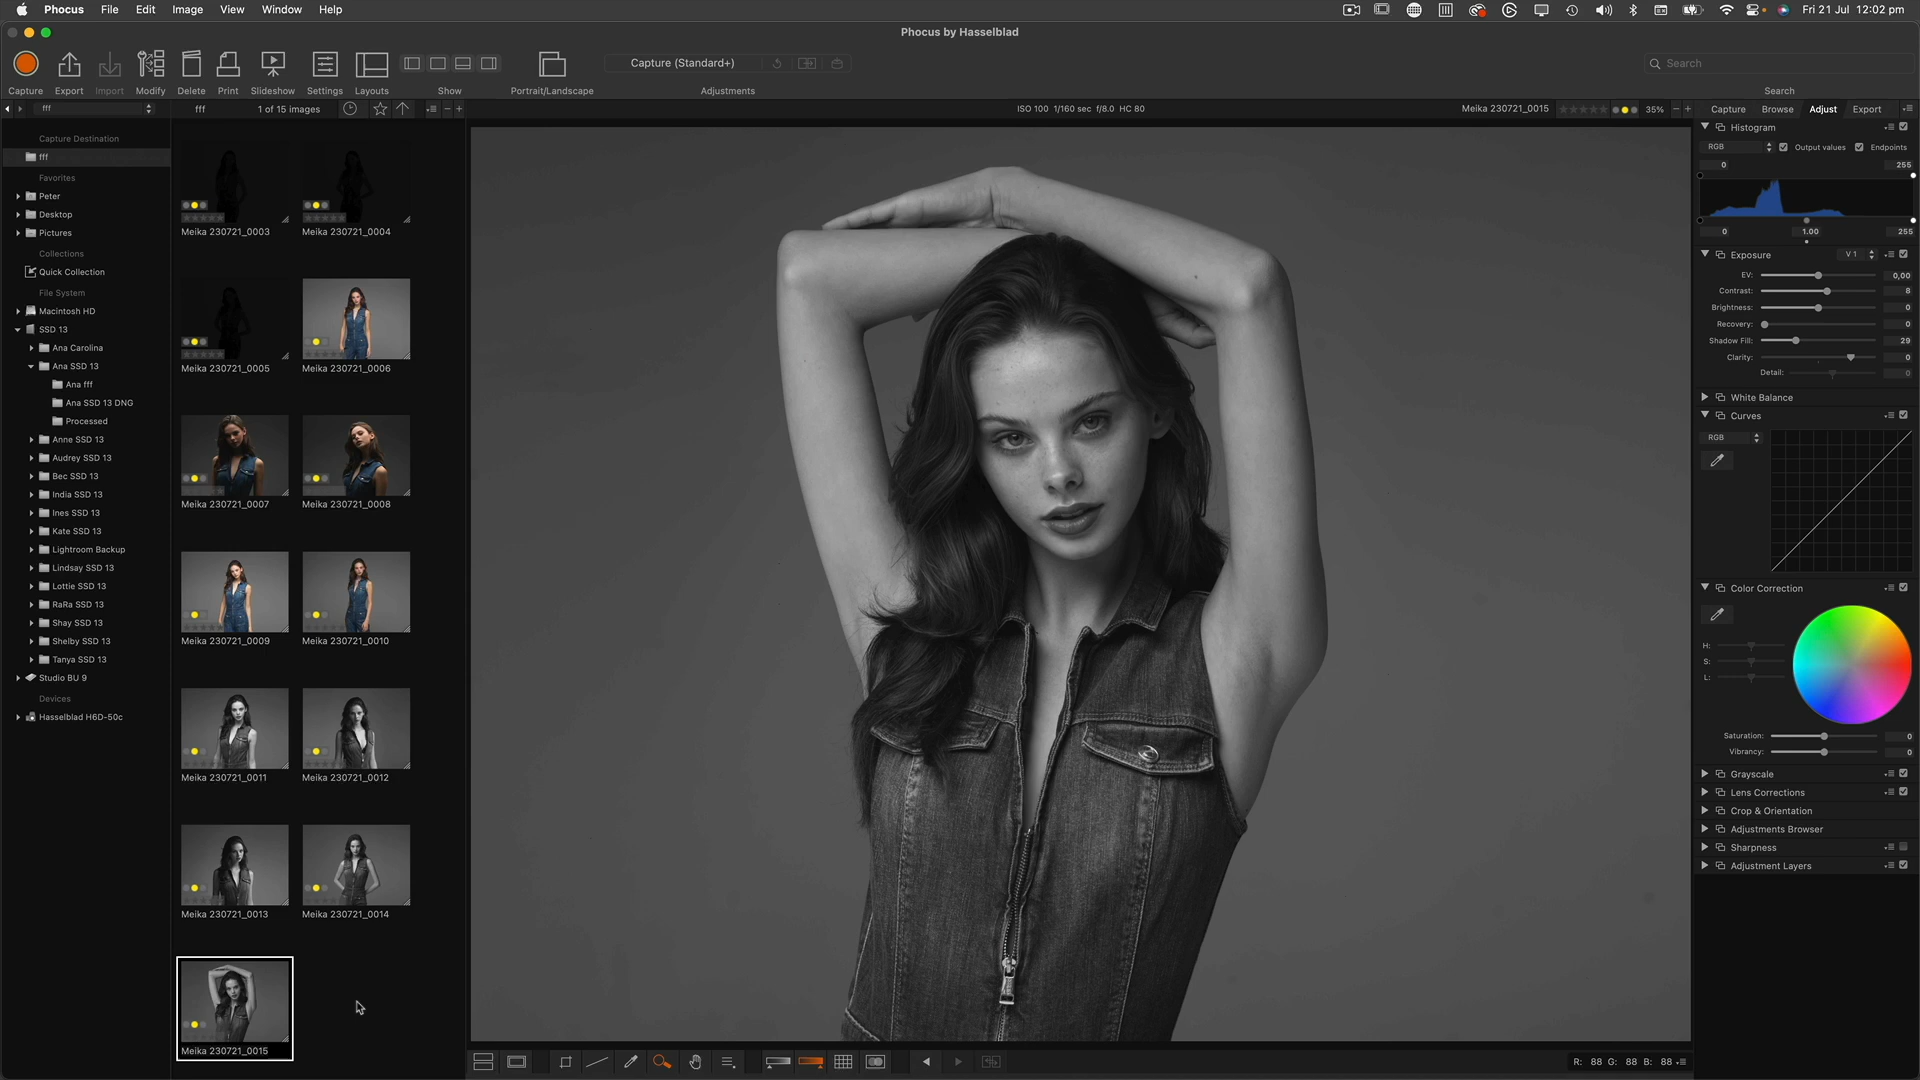 Phocus File Edit Image View Window Help Fri 21 Jul 12:02 pm
Phocus by Hasselblad
Capture (Standard+)
Search
Capture Export Import Modify Delete Print Slideshow Settings Layouts Show Portrait/Landscape Adjustments Search
fff
fff 1 of 15 images
ISO 100 1/160 sec f/8.0 HC 80
Meika 230721_0015
35%
Capture Browse Adjust Export
Capture Destination
fff
Favorites
Peter
Desktop
Pictures
Collections
Quick Collection
File System
Macintosh HD
SSD 13
Ana Carolina
Ana SSD 13
Ana fff
Ana SSD 13 DNG
Processed
Anne SSD 13
Audrey SSD 13
Bec SSD 13
India SSD 13
Ines SSD 13
Kate SSD 13
Lightroom Backup
Lindsay SSD 13
Lottie SSD 13
RaRa SSD 13
Shay SSD 13
Shelby SSD 13
Tanya SSD 13
Studio BU 9
Devices
Hasselblad H6D-50c
Meika 230721_0003 Meika 230721_0004
Meika 230721_0005 Meika 230721_0006
Meika 230721_0007 Meika 230721_0008
Meika 230721_0009 Meika 230721_0010
Meika 230721_0011 Meika 230721_0012
Meika 230721_0013 Meika 230721_0014
Meika 230721_0015
Histogram
RGB Output values Endpoints
0 255
0 1.00 255
Exposure V 1
EV: 0,00
Contrast: 8
Brightness: 0
Recovery: 0
Shadow Fill: 29
Clarity: 0
Detail: 0
White Balance
Curves
RGB
Color Correction
H:
S:
L:
Saturation: 0
Vibrancy: 0
Grayscale
Lens Corrections
Crop & Orientation
Adjustments Browser
Sharpness
Adjustment Layers
R: 88 G: 88 B: 88